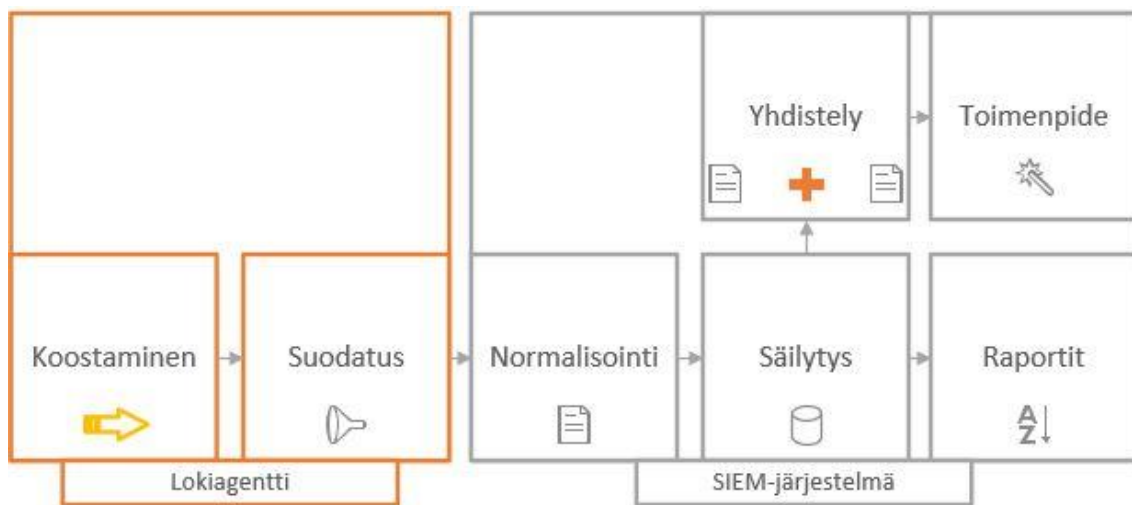 Yhdistely
Toimenpide
Koostaminen
Suodatus
Normalisointi
Säilytys
Raportit
A
Z
Lokiagentti
SIEM-järjestelmä